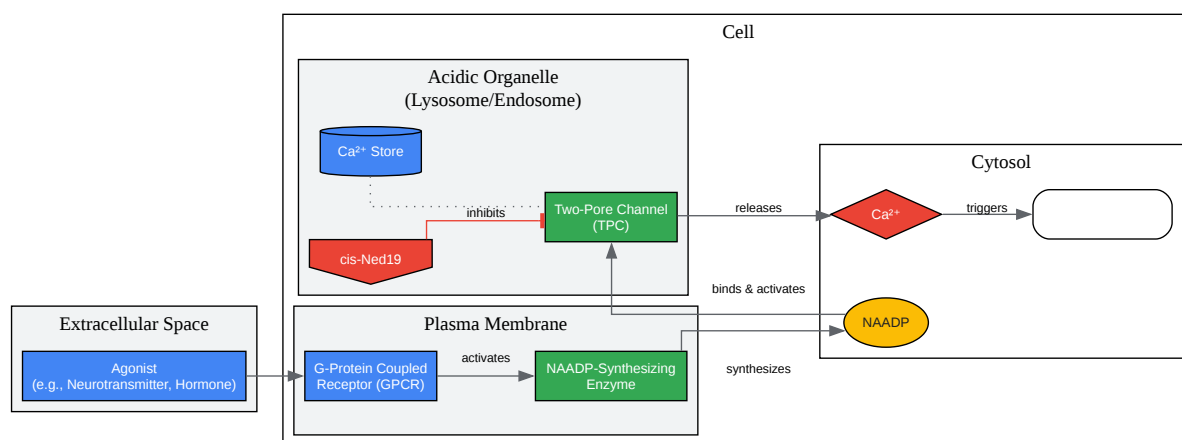 Cell
Acidic Organelle
(Lysosome/Endosome)
Ca²⁺ Store
inhibits
Two-Pore Channel
(TPC)
cis-Ned19
releases
Cytosol
Ca²⁺
triggers
binds & activates
NAADP
synthesizes
Extracellular Space
Agonist
(e.g., Neurotransmitter, Hormone)
Plasma Membrane
G-Protein Coupled
Receptor (GPCR)
activates
NAADP-Synthesizing
Enzyme